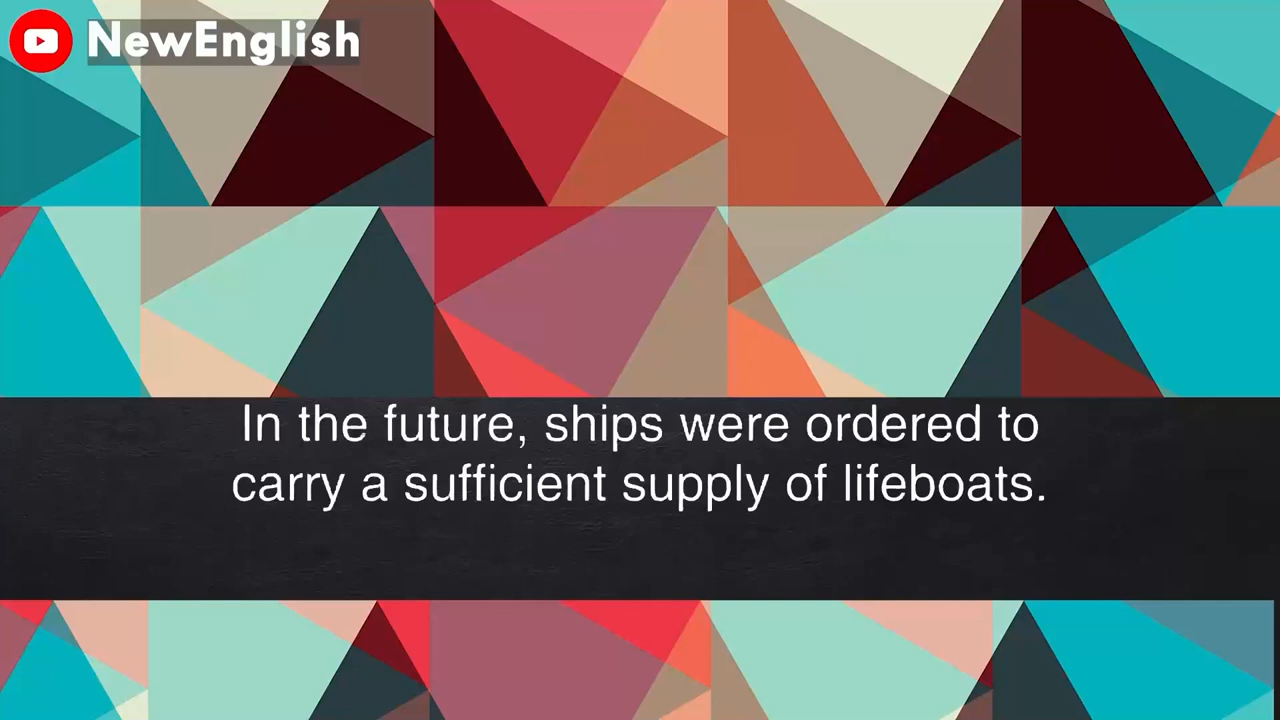 NewEnglish
In the future, ships were ordered to
carry a sufficient supply of lifeboats.